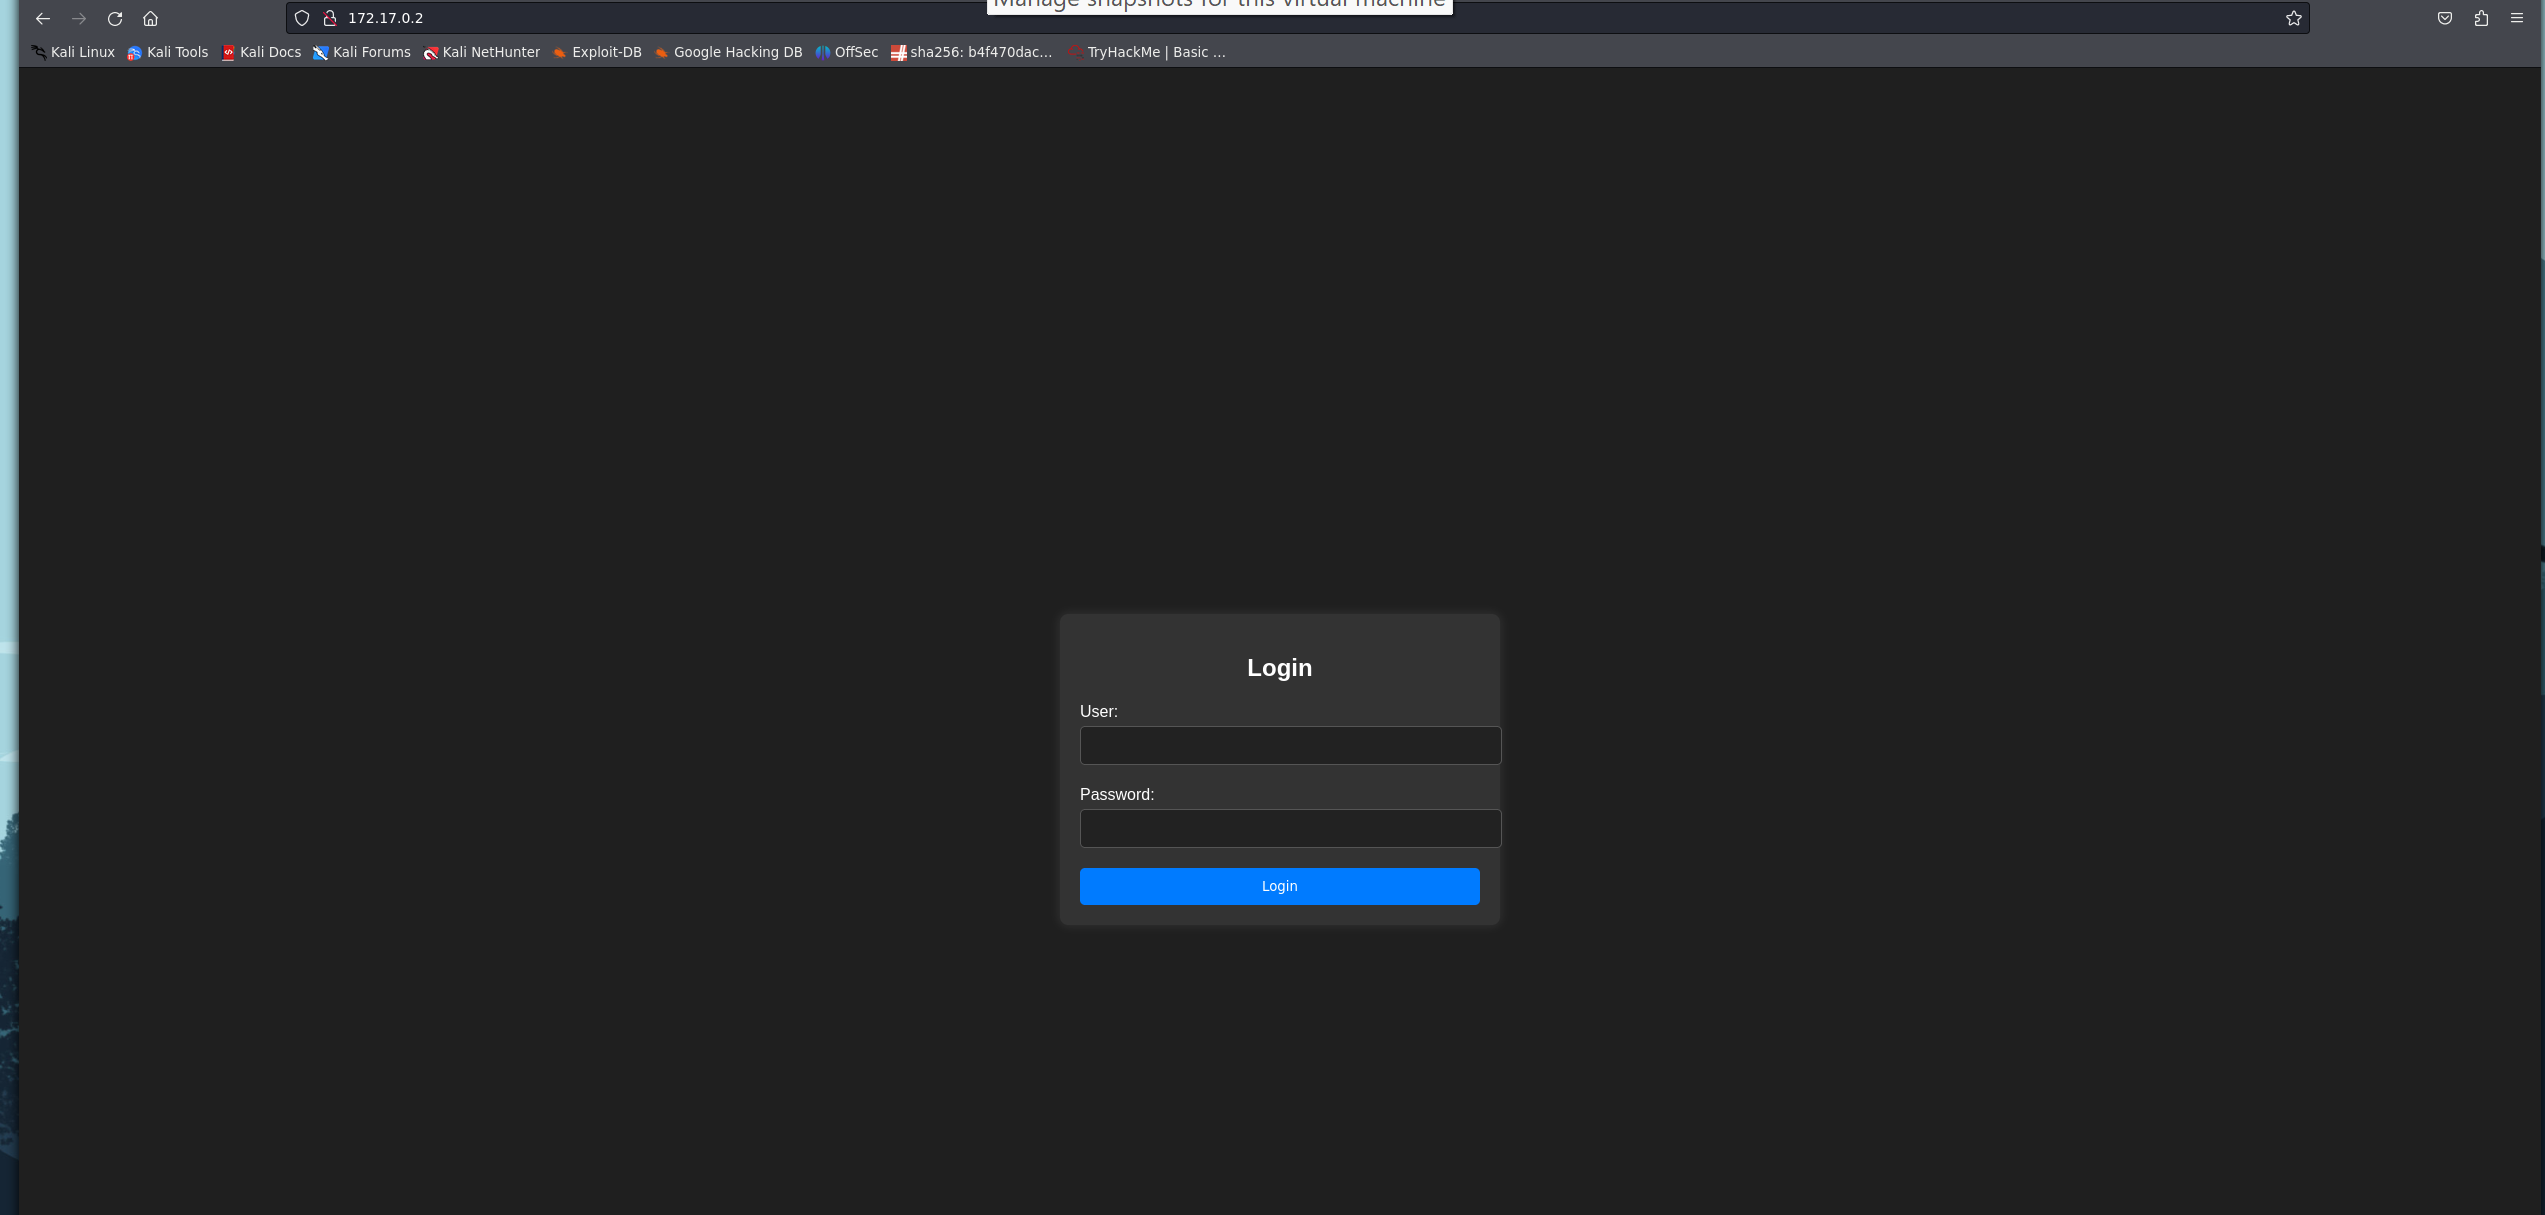 Manage snapshots for this virtual machine
172.17.0.2
Kali Linux Kali Tools Kali Docs Kali Forums Kali NetHunter Exploit-DB Google Hacking DB OffSec sha256: b4f470dac... TryHackMe | Basic ...
Login
User:
Password:
Login